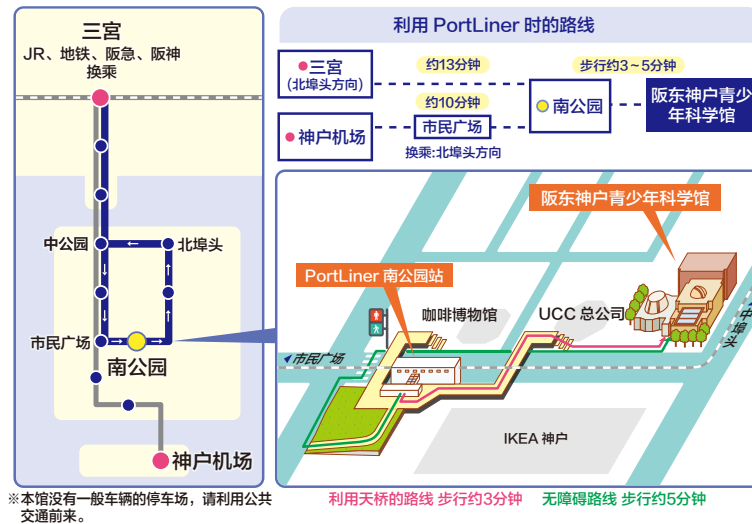 三宮
JR、地铁、阪急、阪神
换乘
中公园
北埠头
市民广场
南公园
神户机场
※本馆没有一般车辆的停车场，请利用公共
交通前来。
利用 PortLiner 时的路线
三宫
(北埠头方向)
约13分钟
步行约3~5分钟
南公园
阪东神户青少
年科学馆
神户机场
约10分钟
市民广场
换乘:北埠头方向
阪东神户青少年科学馆
PortLiner 南公园站
咖啡博物馆
UCC 总公司
市民广场
中埠头
IKEA 神户
利用天桥的路线 步行约3分钟 无障碍路线 步行约5分钟